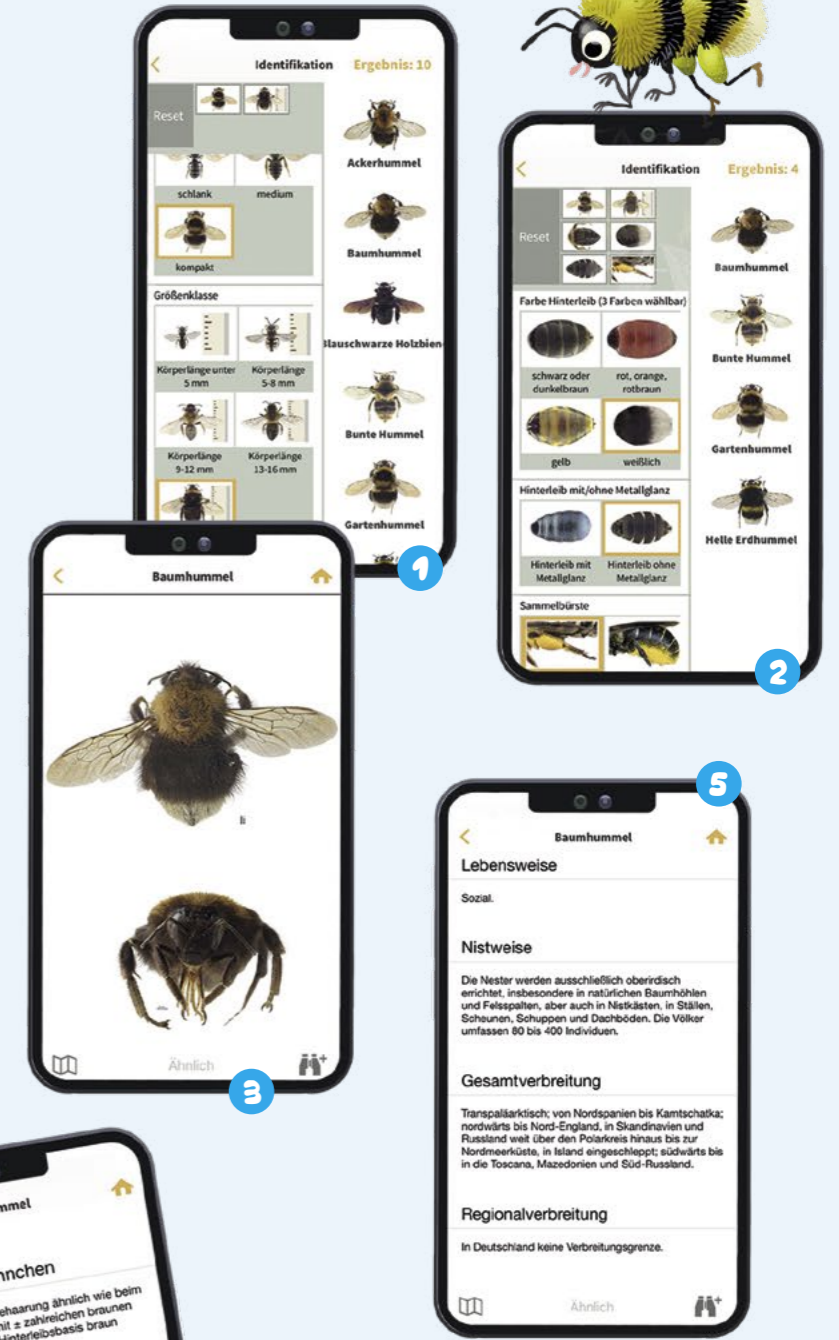 Identifikation Ergebnis: 10
Reset
schlank medium
kompakt
Größenklasse
Körperlänge unter 5 mm
Körperlänge 5-8 mm
Körperlänge 9-12 mm
Körperlänge 13-16 mm
Ackerhummel
Baumhummel
Blauschwarze Holzbien
Bunte Hummel
Gartenhummel
1
Identifikation Ergebnis: 4
Reset
Farbe Hinterleib (3 Farben wählbar)
schwarz oder dunkelbraun
rot, orange, rotbraun
gelb weißlich
Hinterleib mit/ohne Metallglanz
Hinterleib mit Metallglanz
Hinterleib ohne Metallglanz
Sammelbürste
Baumhummel
Bunte Hummel
Gartenhummel
Helle Erdhummel
2
Baumhummel
Ähnlich
3
mmel
nnchen
ehaarung ähnlich wie beim
nit ± zahlreichen braunen
Hinterleibsbasis braun
5
Baumhummel
Lebensweise
Sozial.
Nistweise
Die Nester werden ausschließlich oberirdisch
errichtet, insbesondere in natürlichen Baumhöhlen
und Felsspalten, aber auch in Nistkästen, in Ställen,
Scheunen, Schuppen und Dachböden. Die Völker
umfassen 80 bis 400 Individuen.
Gesamtverbreitung
Transpaläarktisch; von Nordspanien bis Kamtschatka;
nordwärts bis Nord-England, in Skandinavien und
Russland weit über den Polarkreis hinaus bis zur
Nordmeerküste, in Island eingeschleppt; südwärts bis
in die Toscana, Mazedonien und Süd-Russland.
Regionalverbreitung
In Deutschland keine Verbreitungsgrenze.
Ähnlich